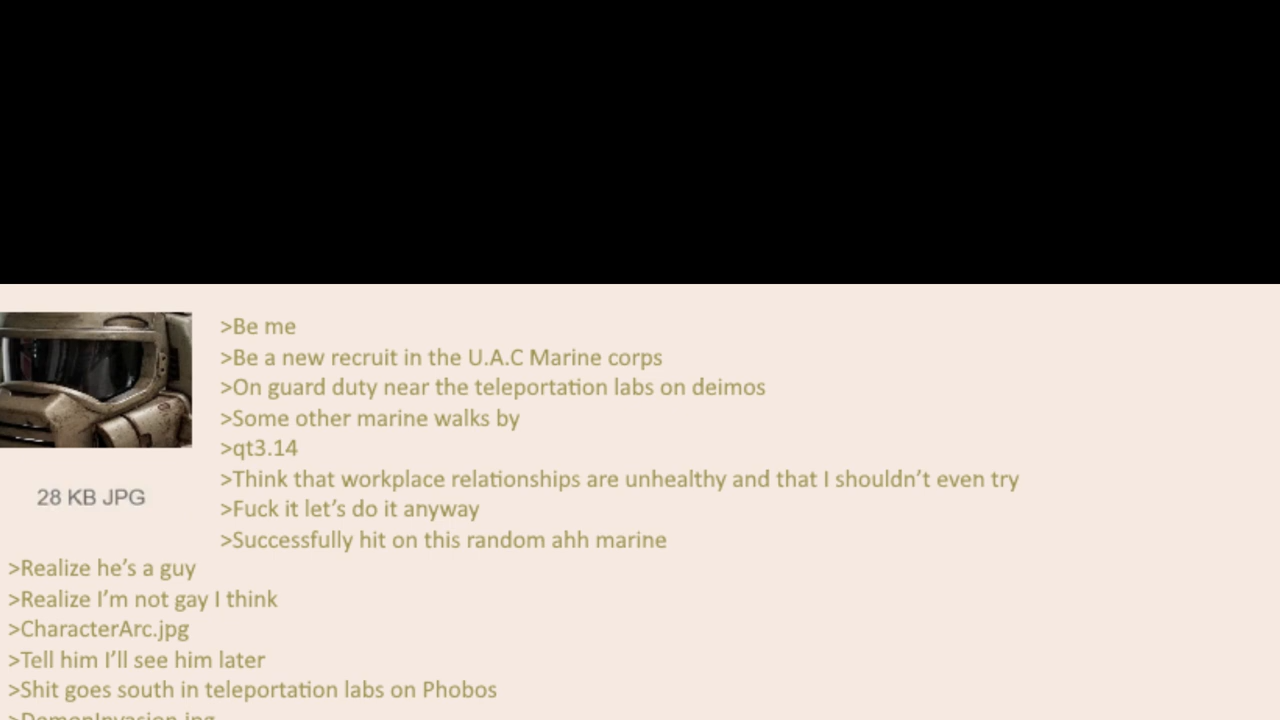 >Be me
>Be a new recruit in the U.A.C Marine corps
>On guard duty near the teleportation labs on deimos
>Some other marine walks by
>qt3.14
>Think that workplace relationships are unhealthy and that I shouldn't even try
28 KB JPG
>Fuck it let's do it anyway
>Successfully hit on this random ahh marine
>Realize he's a guy
>Realize I'm not gay I think
>CharacterArc.jpg
>Tell him I'll see him later
>Shit goes south in teleportation labs on Phobos
>DemonInvasion.jpg